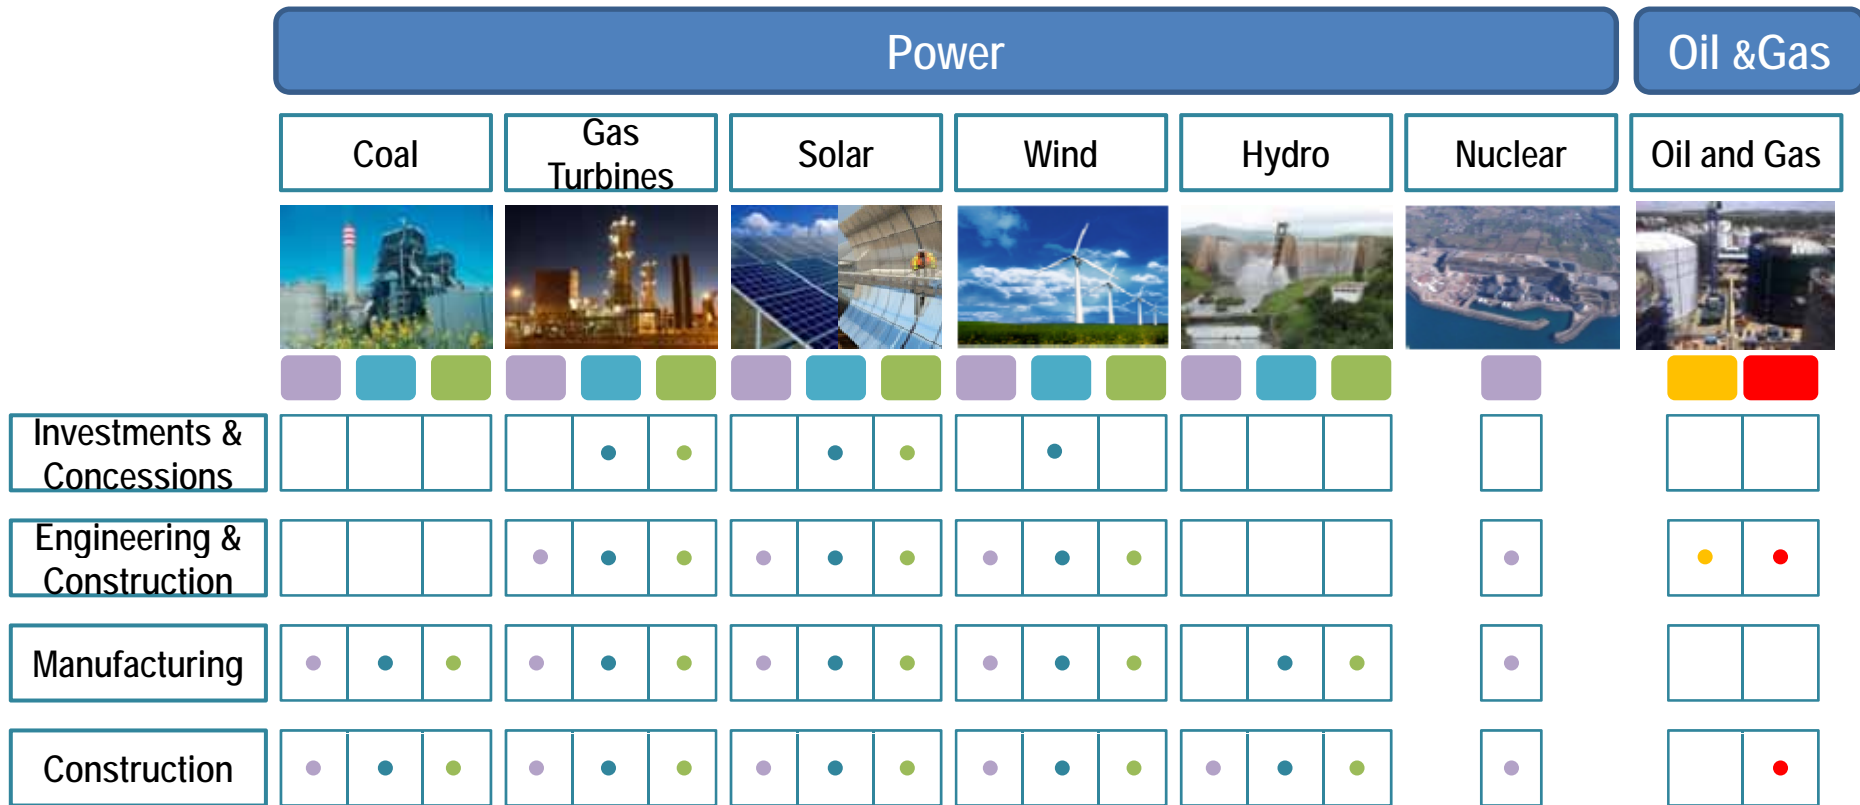 Power
Oil &Gas
Coal
Gas
Turbines
Solar
Wind
Hydro
Nuclear
Oil and Gas
Investments &
Concessions
Engineering &
Construction
Manufacturing
Construction